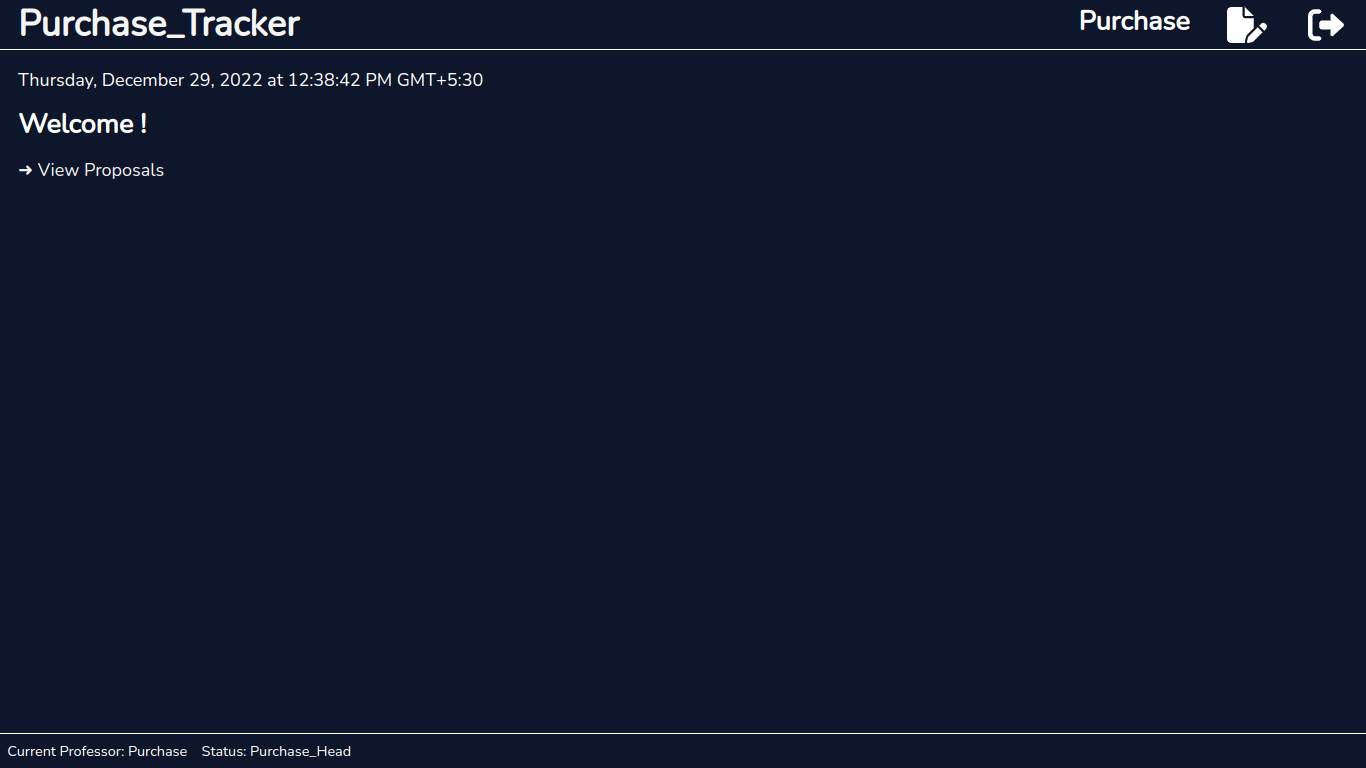 Purchase_Tracker
Purchase
Thursday, December 29, 2022 at 12:38:42 PM GMT+5:30
Welcome !
➜ View Proposals
Current Professor: Purchase Status: Purchase_Head